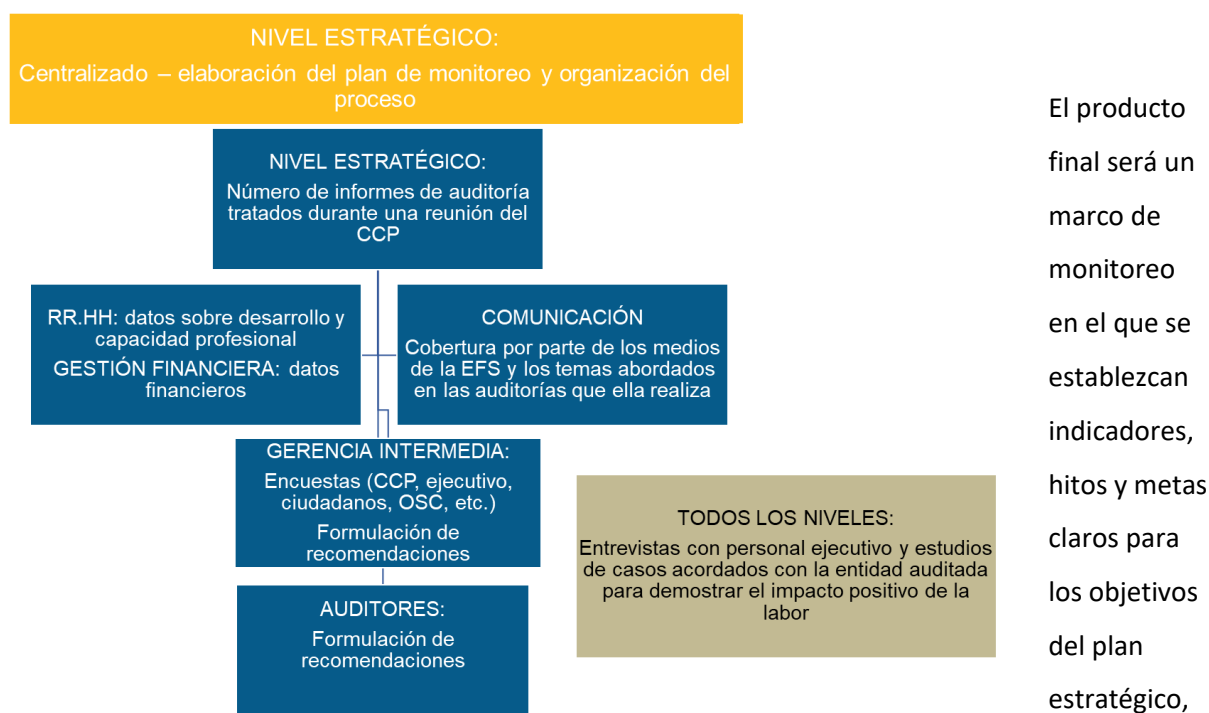 NIVEL ESTRATÉGICO:
Centralizado – elaboración del plan de monitoreo y organización del
proceso
NIVEL ESTRATÉGICO:
Número de informes de auditoría
tratados durante una reunión del
CCP
RR.HH: datos sobre desarrollo y
capacidad profesional
GESTIÓN FINANCIERA: datos
financieros
COMUNICACIÓN
Cobertura por parte de los medios
de la EFS y los temas abordados
en las auditorías que ella realiza
GERENCIA INTERMEDIA:
Encuestas (CCP, ejecutivo,
ciudadanos, OSC, etc.)
Formulación de
recomendaciones
AUDITORES:
Formulación de
recomendaciones
TODOS LOS NIVELES:
Entrevistas con personal ejecutivo y estudios
de casos acordados con la entidad auditada
para demostrar el impacto positivo de la
labor
El producto
final será un
marco de
monitoreo
en el que se
establezcan
indicadores,
hitos y metas
claros para
los objetivos
del plan
estratégico,